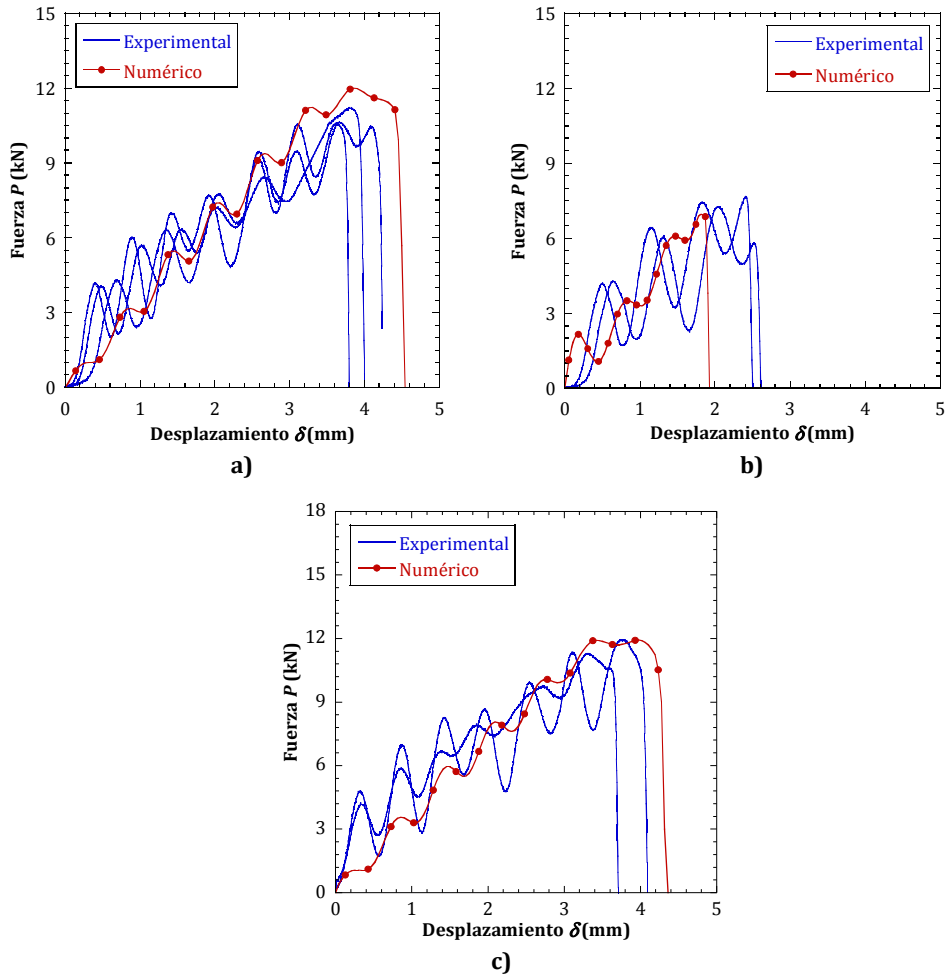 15
12
9
6
3
0
Fuerza P (kN)
Experimental
Numérico
0 1 2 3 4 5
Desplazamiento δ(mm)
a)
15
12
9
6
3
0
Fuerza P (kN)
Experimental
Numérico
0 1 2 3 4 5
Desplazamiento δ(mm)
b)
18
15
12
9
6
3
0
Fuerza P (kN)
Experimental
Numérico
0 1 2 3 4 5
Desplazamiento δ(mm)
c)